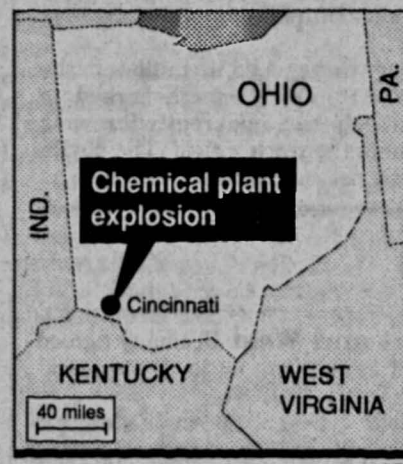 OHIO
PA.
IND.
Chemical plant
explosion
Cincinnati
KENTUCKY
WEST
VIRGINIA
40 miles